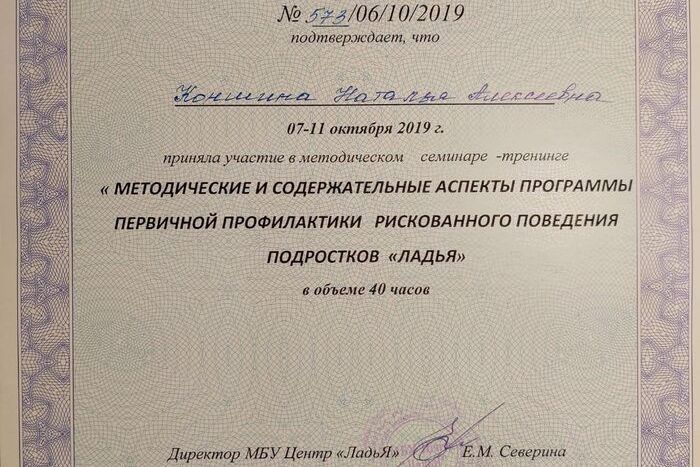 № 573/06/10/2019
подтверждает, что
Коншина Наталья Алексеевна
07-11 октября 2019 г.
приняла участие в методическом семинаре -тренинге
« МЕТОДИЧЕСКИЕ И СОДЕРЖАТЕЛЬНЫЕ АСПЕКТЫ ПРОГРАММЫ
ПЕРВИЧНОЙ ПРОФИЛАКТИКИ РИСКОВАННОГО ПОВЕДЕНИЯ
ПОДРОСТКОВ «ЛАДЬЯ»
в объеме 40 часов
Директор МБУ Центр «ЛадьЯ» Е.М. Северина